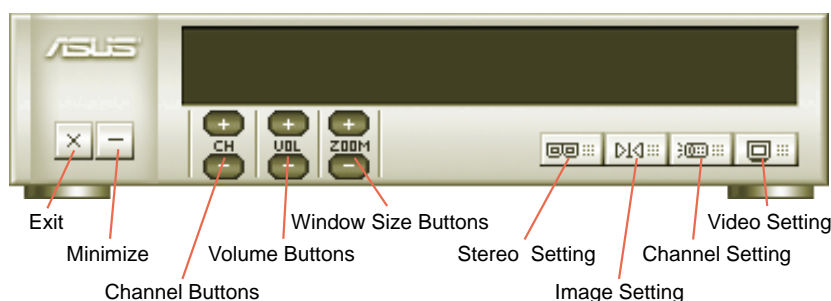 ASUS
+ + +
CH VOL ZOOM
− − −
× −
Exit
Window Size Buttons
Video Setting
Minimize
Volume Buttons
Stereo Setting
Channel Setting
Channel Buttons
Image Setting